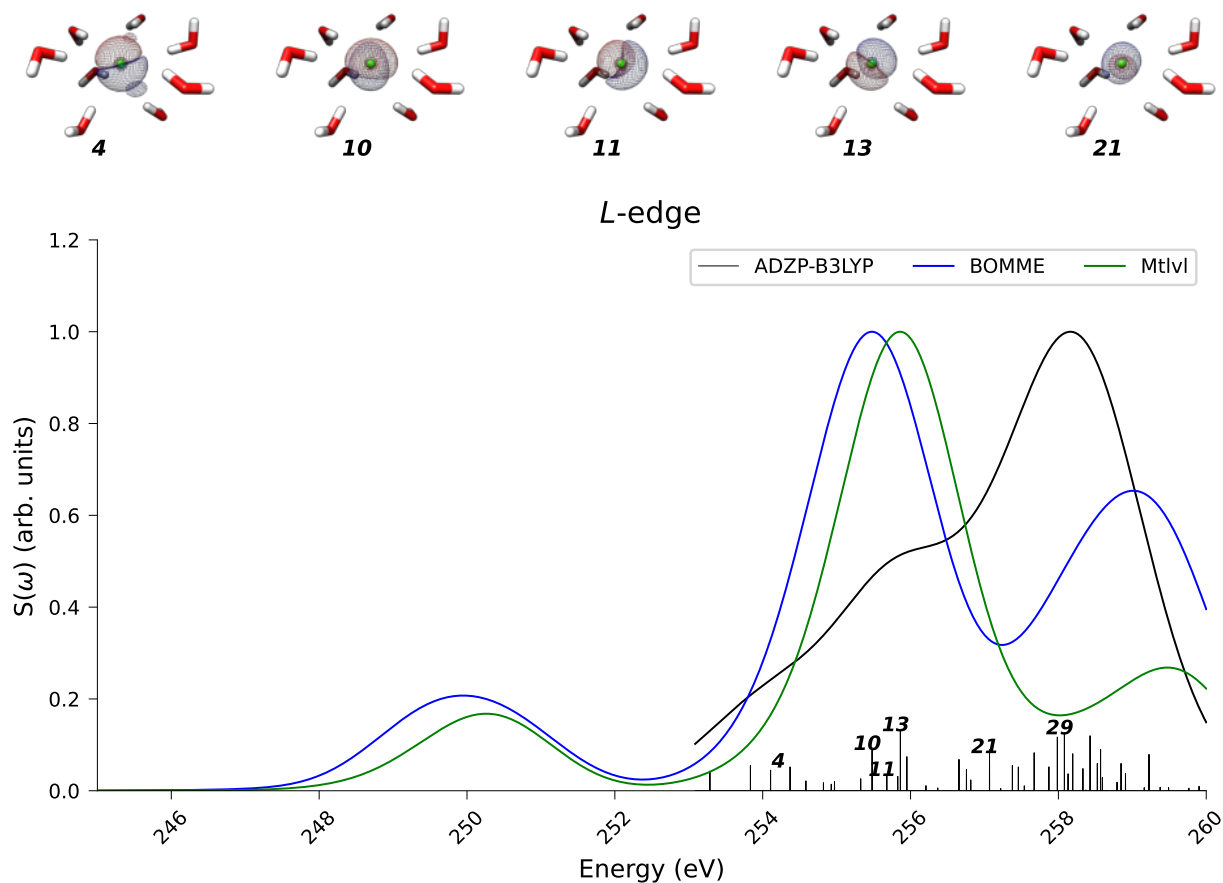 4 10 11 13 21
L-edge
ADZP-B3LYP BOMME Mtlvl
1.2
1.0
0.8
0.6
0.4
0.2
0.0
S(ω) (arb. units)
4 10 11 13 21 29
246 248 250 252 254 256 258 260
Energy (eV)